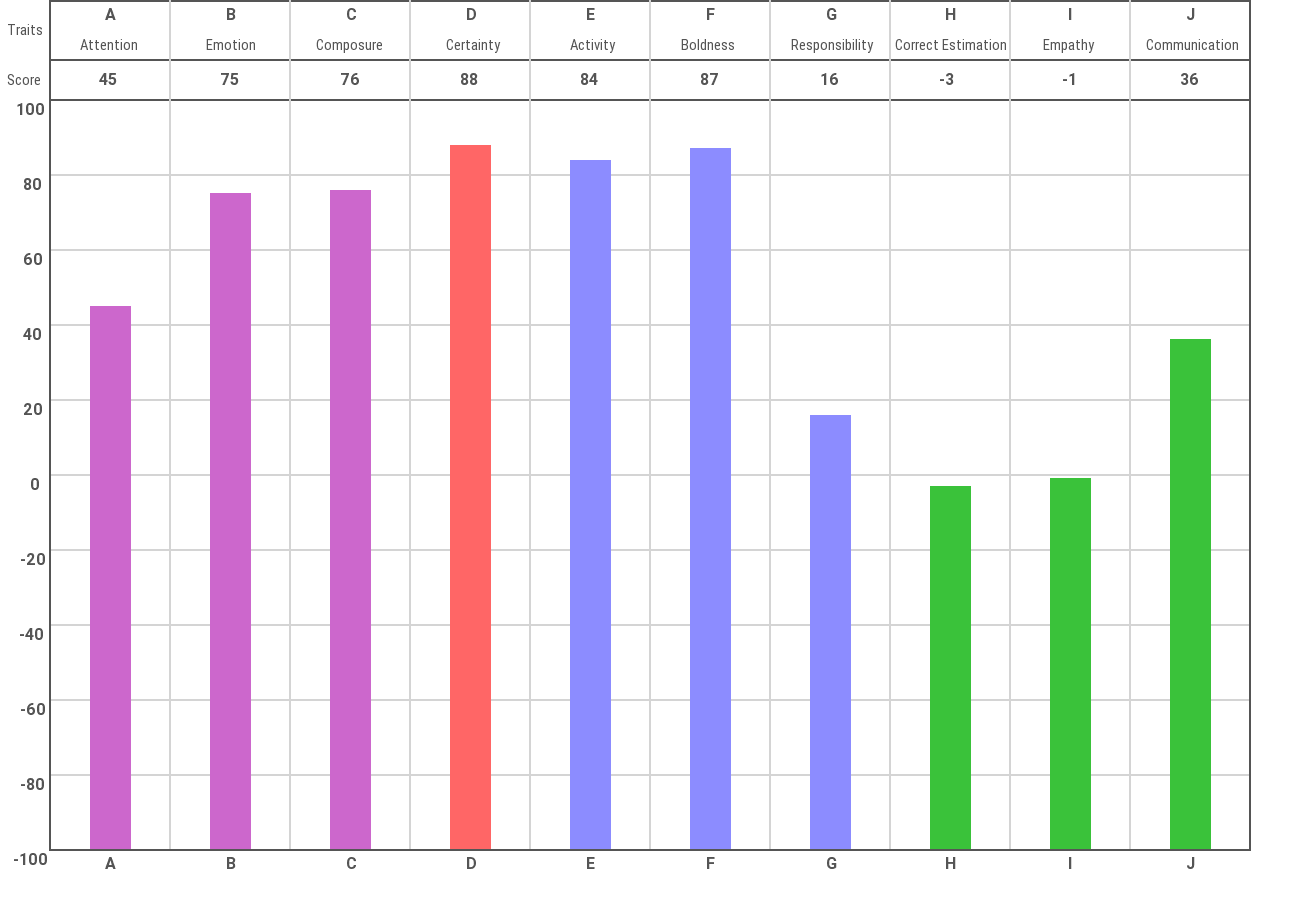 Traits A B C D E F G H I J
Attention Emotion Composure Certainty Activity Boldness Responsibility Correct Estimation Empathy Communication
Score 45 75 76 88 84 87 16 -3 -1 36
100
80
60
40
20
0
-20
-40
-60
-80
-100
A B C D E F G H I J